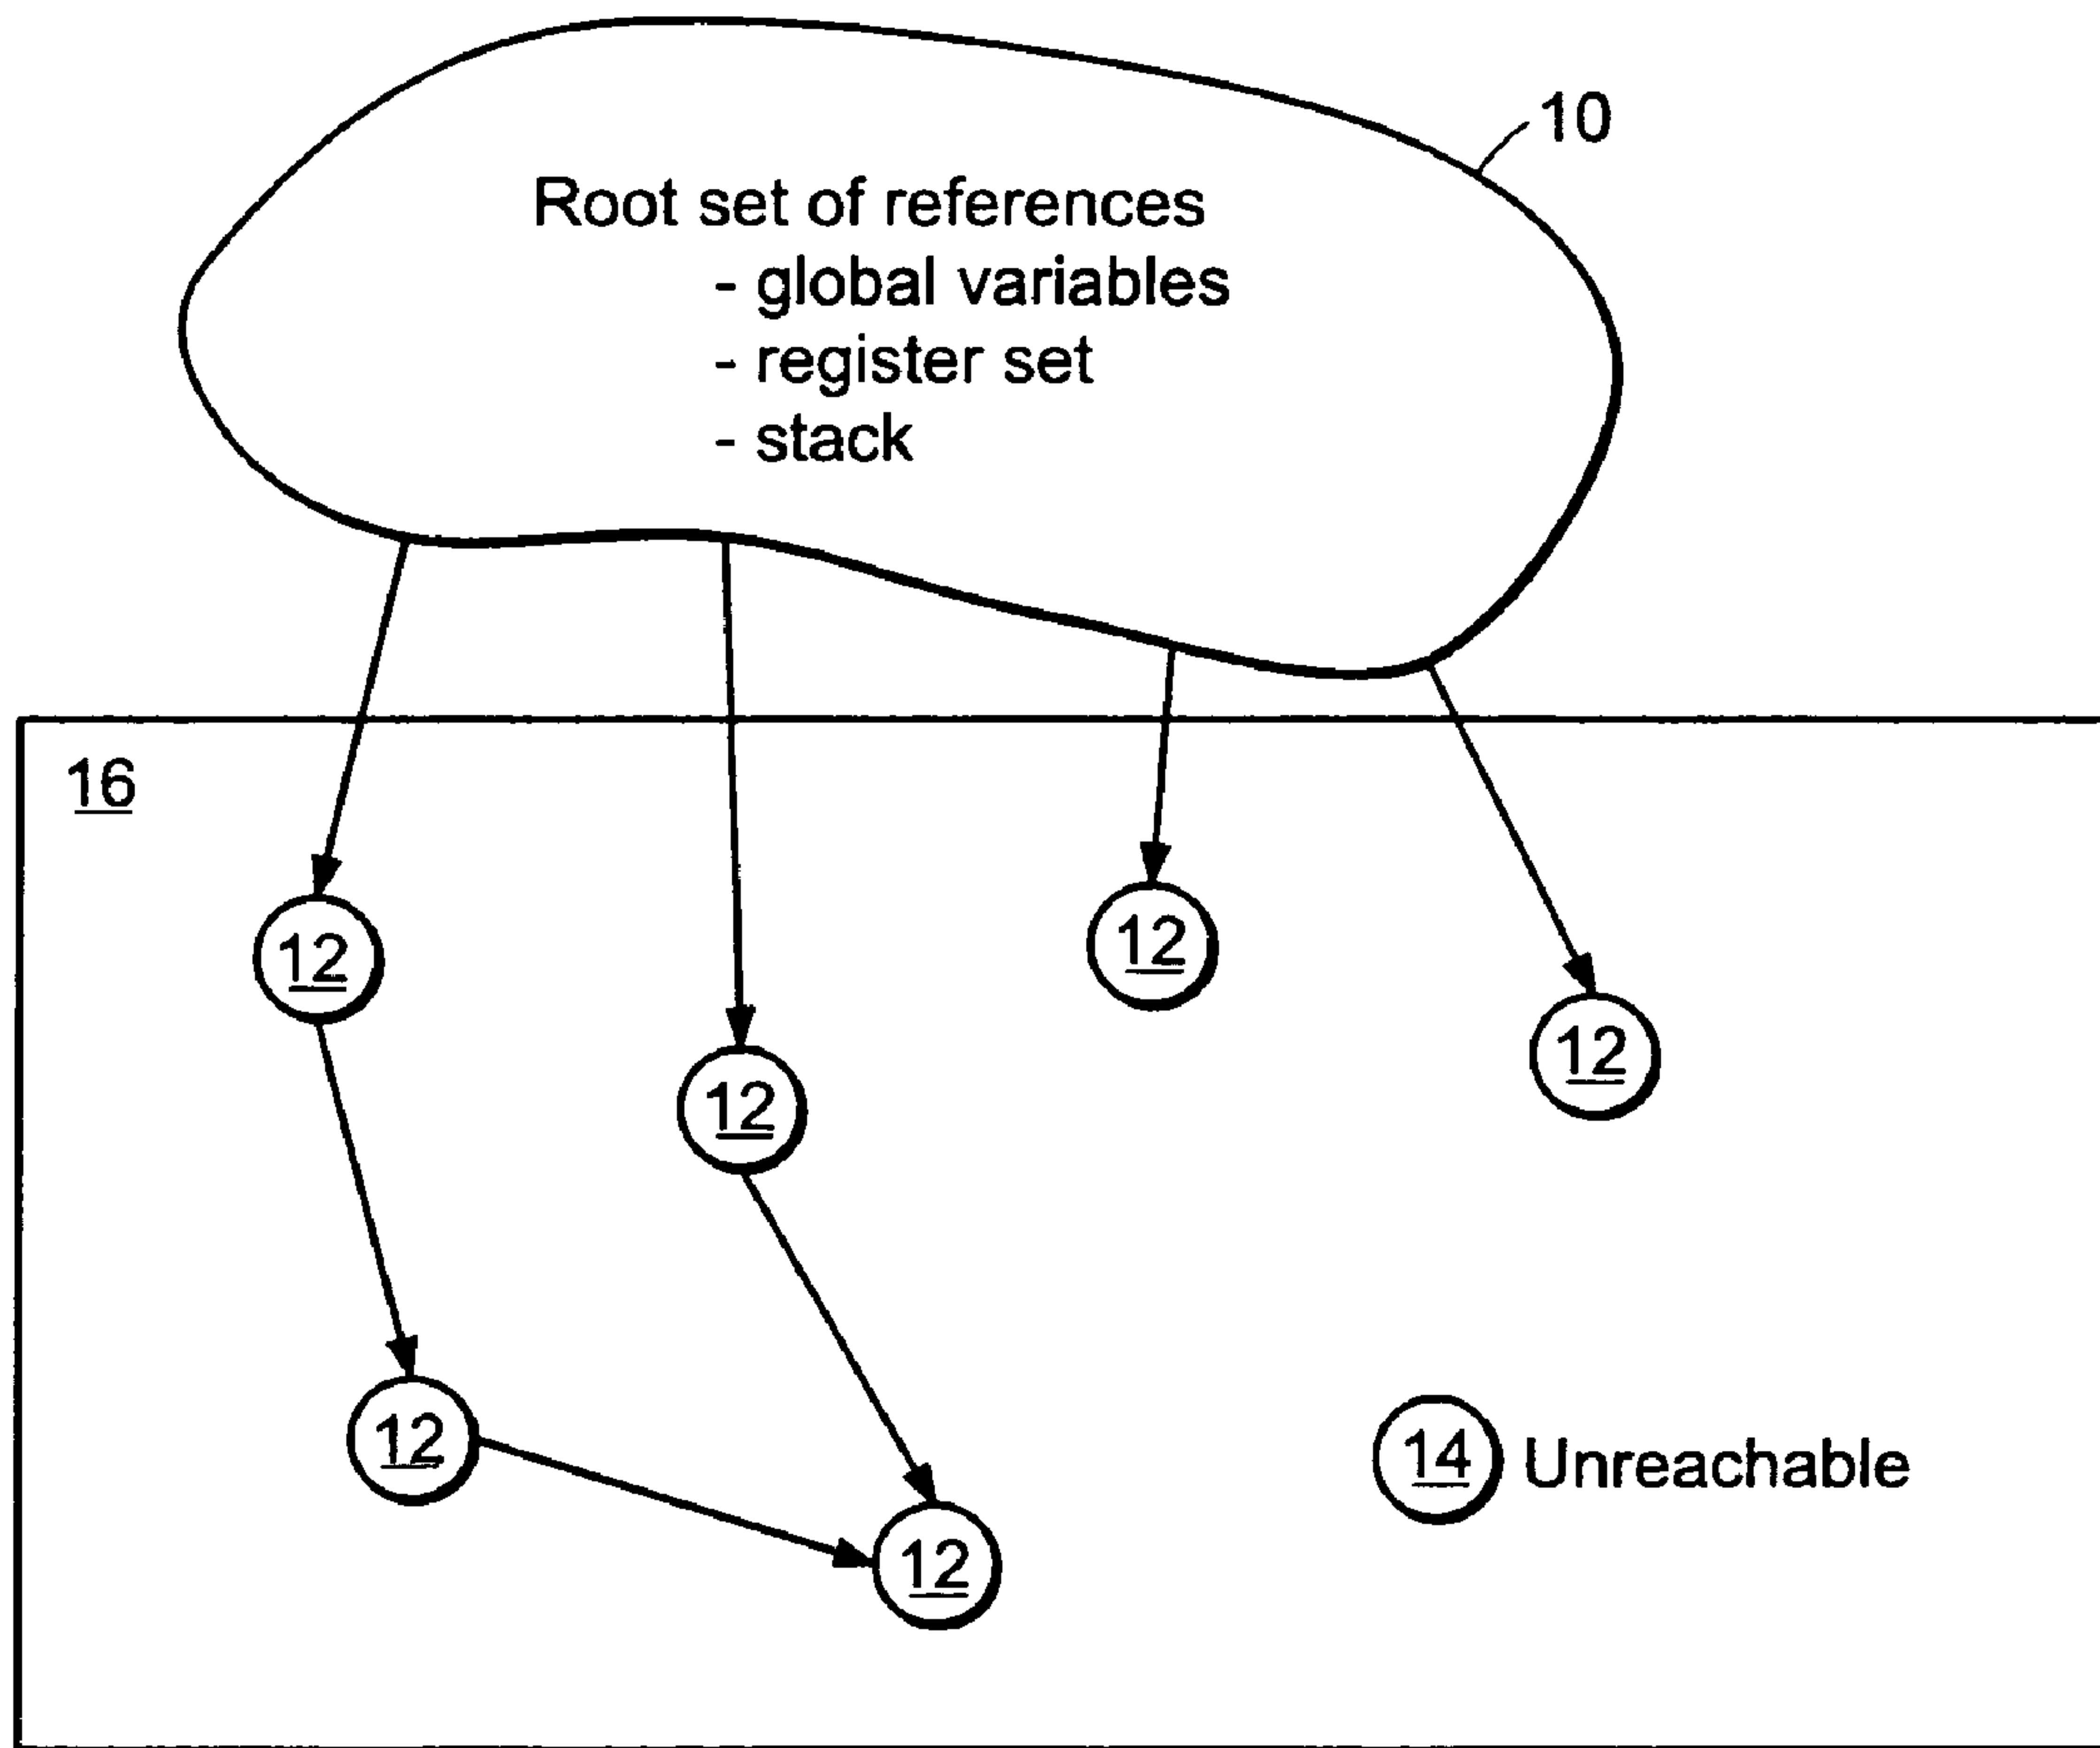 10
Root set of references
- global variables
- register set
- stack
16
12
12
12
12
12
12
14 Unreachable